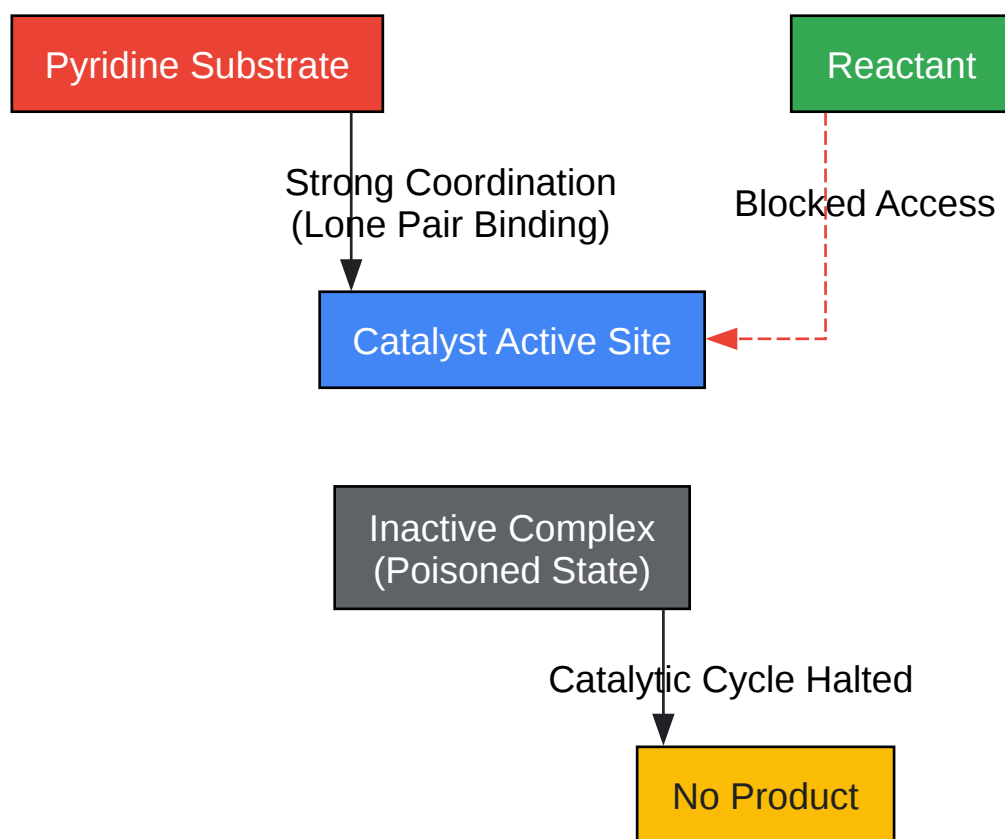 Pyridine Substrate
Reactant
Strong Coordination
(Lone Pair Binding)
Blocked Access
Catalyst Active Site
Inactive Complex
(Poisoned State)
Catalytic Cycle Halted
No Product